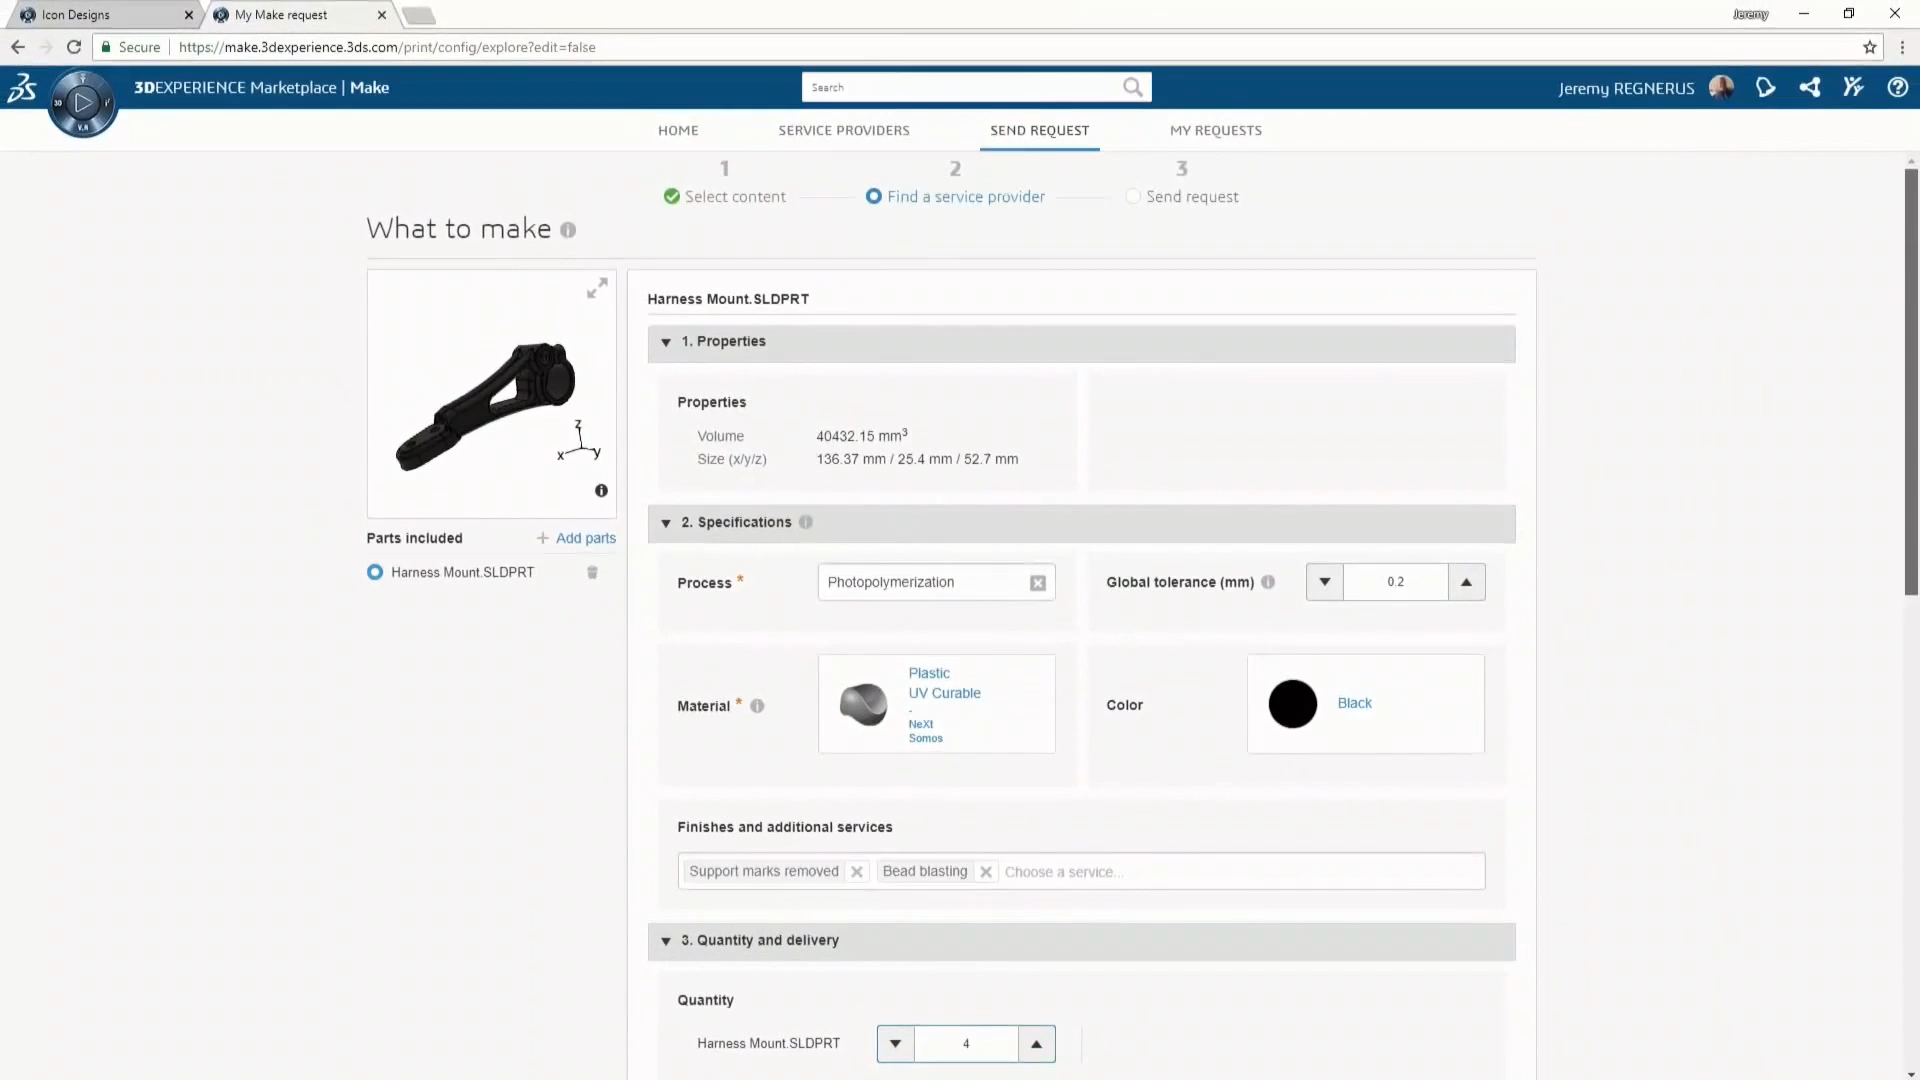 Icon Designs
My Make request
Jeremy
Secure
https://make.3dexperience.3ds.com/print/config/explore?edit=false
3DEXPERIENCE Marketplace | Make
Search
Jeremy REGNERUS
3D
V.R
HOME
SERVICE PROVIDERS
SEND REQUEST
MY REQUESTS
1
2
3
Select content
Find a service provider
Send request
What to make
Harness Mount.SLDPRT
1. Properties
Properties
Volume 40432.15 mm³
Size (x/y/z) 136.37 mm / 25.4 mm / 52.7 mm
z
x
y
Parts included
+ Add parts
Harness Mount.SLDPRT
2. Specifications
Process *
Photopolymerization
Global tolerance (mm)
0.2
Material *
Plastic
UV Curable
-
NeXt
Somos
Color
Black
Finishes and additional services
Support marks removed
Bead blasting
Choose a service...
3. Quantity and delivery
Quantity
Harness Mount.SLDPRT
4